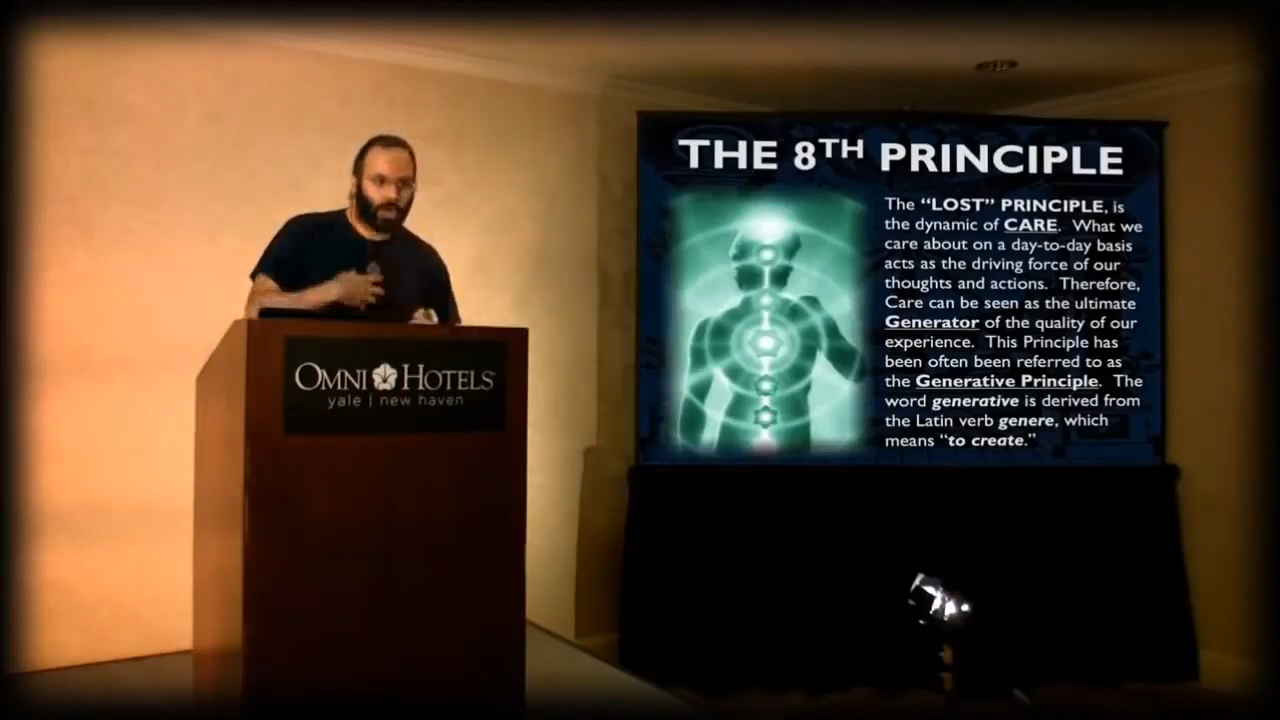 THE 8TH PRINCIPLE
The "LOST" PRINCIPLE, is
the dynamic of CARE. What we
care about on a day-to-day basis
acts as the driving force of our
thoughts and actions. Therefore,
Care can be seen as the ultimate
Generator of the quality of our
experience. This Principle has
been often been referred to as
the Generative Principle. The
word generative is derived from
the Latin verb genere, which
means "to create."
OMNI HOTELS
yale | new haven